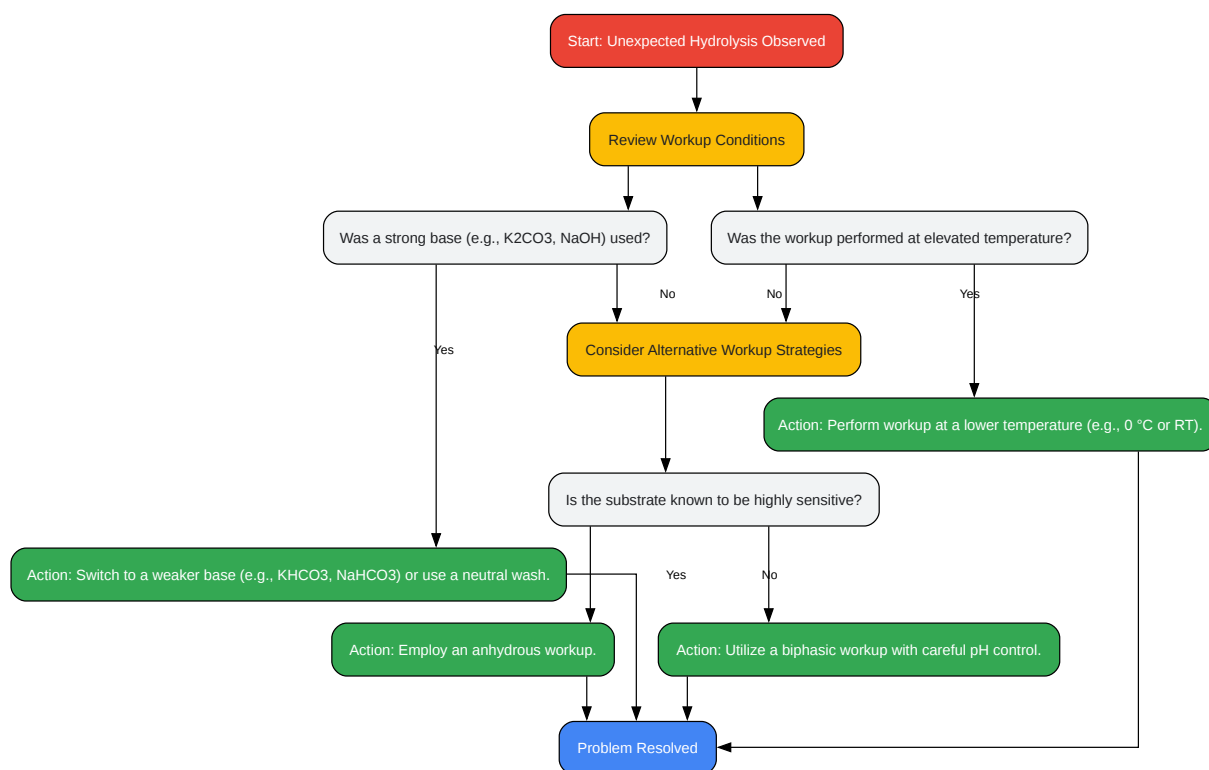 Start: Unexpected Hydrolysis Observed
Review Workup Conditions
Was a strong base (e.g., K2CO3, NaOH) used?
Was the workup performed at elevated temperature?
No
No
Yes
Consider Alternative Workup Strategies
Yes
Action: Perform workup at a lower temperature (e.g., 0 °C or RT).
Is the substrate known to be highly sensitive?
Action: Switch to a weaker base (e.g., KHCO3, NaHCO3) or use a neutral wash.
Yes
No
Action: Employ an anhydrous workup.
Action: Utilize a biphasic workup with careful pH control.
Problem Resolved